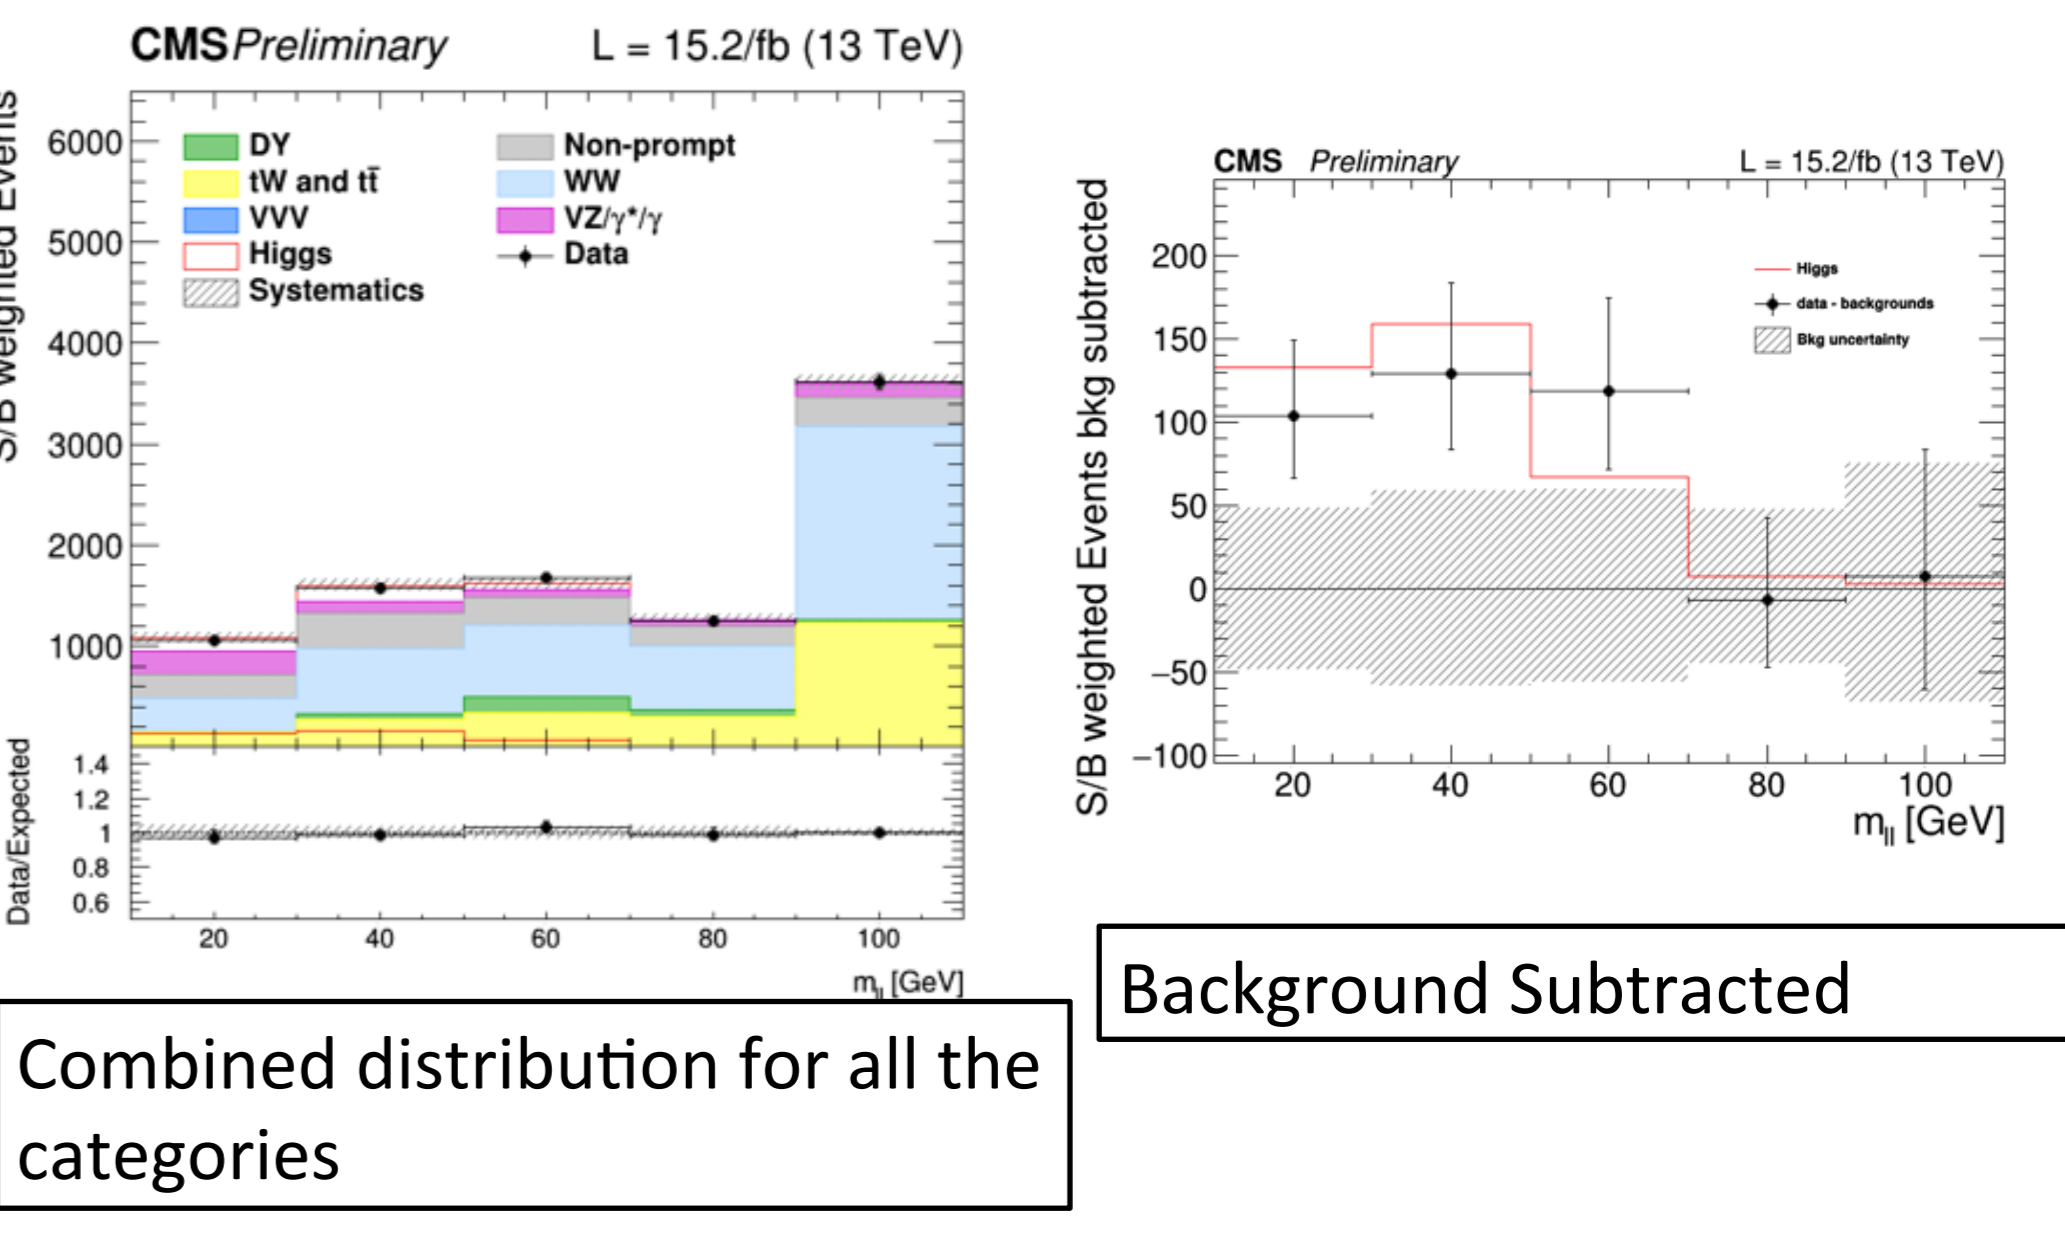 CMS Preliminary L = 15.2/fb (13 TeV)
S/B weighted Events
6000
5000
4000
3000
2000
1000
DY
tW and tt̄
VVV
Higgs
Systematics
Non-prompt
WW
VZ/γ*/γ
Data
Data/Expected
1.4
1.2
1
0.8
0.6
20 40 60 80 100
mll [GeV]
Combined distribution for all the
categories
CMS Preliminary L = 15.2/fb (13 TeV)
S/B weighted Events bkg subtracted
200
150
100
50
0
−50
−100
Higgs
data - backgrounds
Bkg uncertainty
20 40 60 80 100
mll [GeV]
Background Subtracted